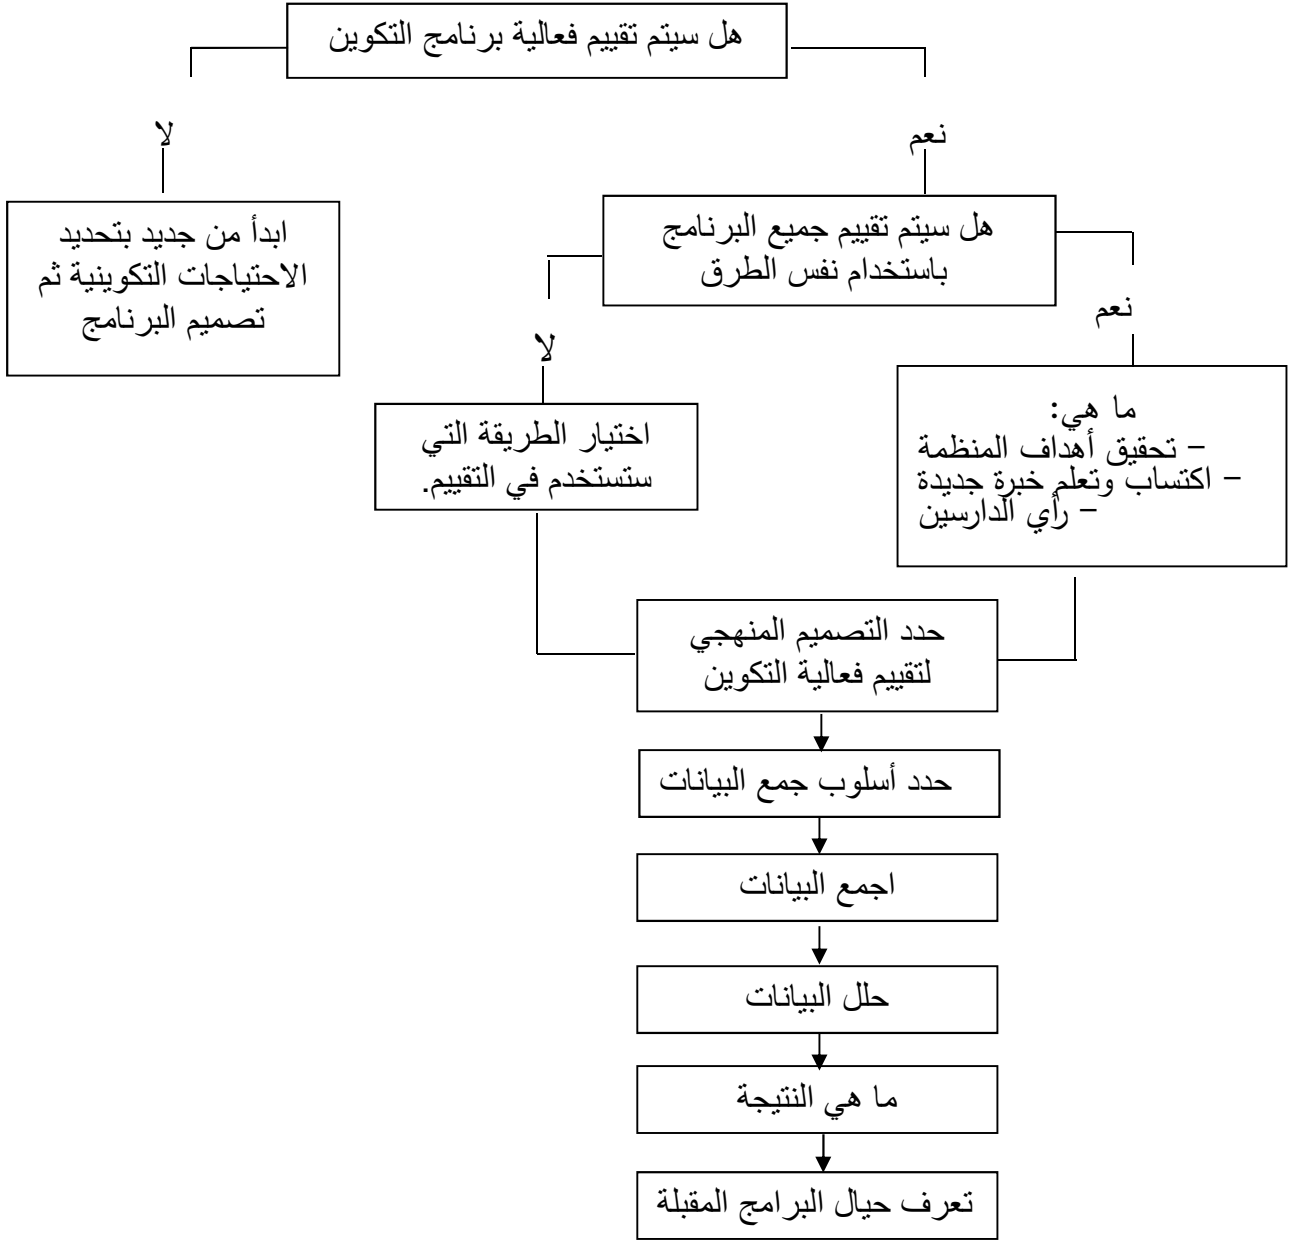 هل سيتم تقييم فعالية برنامج التكوين
نعم
لا
هل سيتم تقييم جميع البرنامج
باستخدام نفس الطرق
ابدأ من جديد بتحديد
الاحتياجات التكوينية ثم
تصميم البرنامج
نعم
لا
ما هي:
– تحقيق أهداف المنظمة
– اكتساب وتعلم خبرة جديدة
– رأي الدارسين
اختيار الطريقة التي
ستستخدم في التقييم.
حدد التصميم المنهجي
لتقييم فعالية التكوين
حدد أسلوب جمع البيانات
اجمع البيانات
حلل البيانات
ما هي النتيجة
تعرف حيال البرامج المقبلة